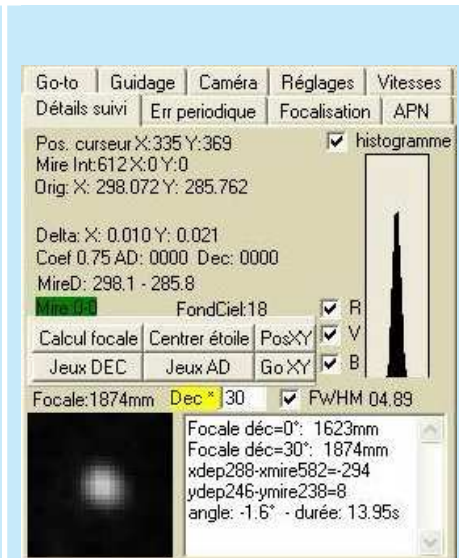 Go-to Guidage Caméra Réglages Vitesses
Détails suivi Err periodique Focalisation APN
Pos. curseur X:335 Y:369 histogramme
Mire Int:612 X:0 Y:0
Orig: X: 298.072 Y: 285.762
Delta: X: 0.010 Y: 0.021
Coef 0.75 AD: 0000 Dec: 0000
MireD: 298.1 - 285.8
Mire 0-0 FondCiel:18 R
Calcul focale Centrer étoile PosXY V
Jeux DEC Jeux AD Go XY B
Focale:1874mm Dec ° 30 FWHM 04.89
Focale déc=0°: 1623mm
Focale déc=30°: 1874mm
xdep288-xmire582=-294
ydep246-ymire238=8
angle: -1.6° - durée: 13.95s